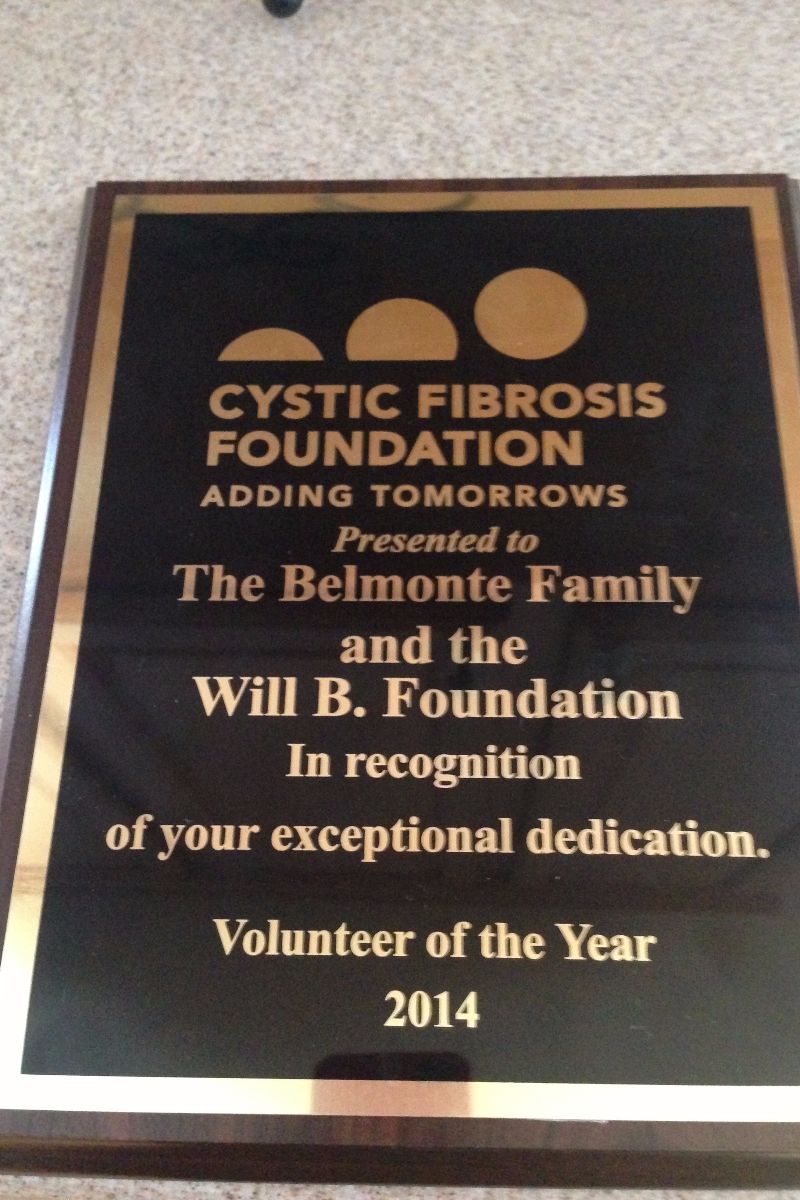 CYSTIC FIBROSIS
FOUNDATION
ADDING TOMORROWS
Presented to
The Belmonte Family
and the
Will B. Foundation
In recognition
of your exceptional dedication.
Volunteer of the Year
2014